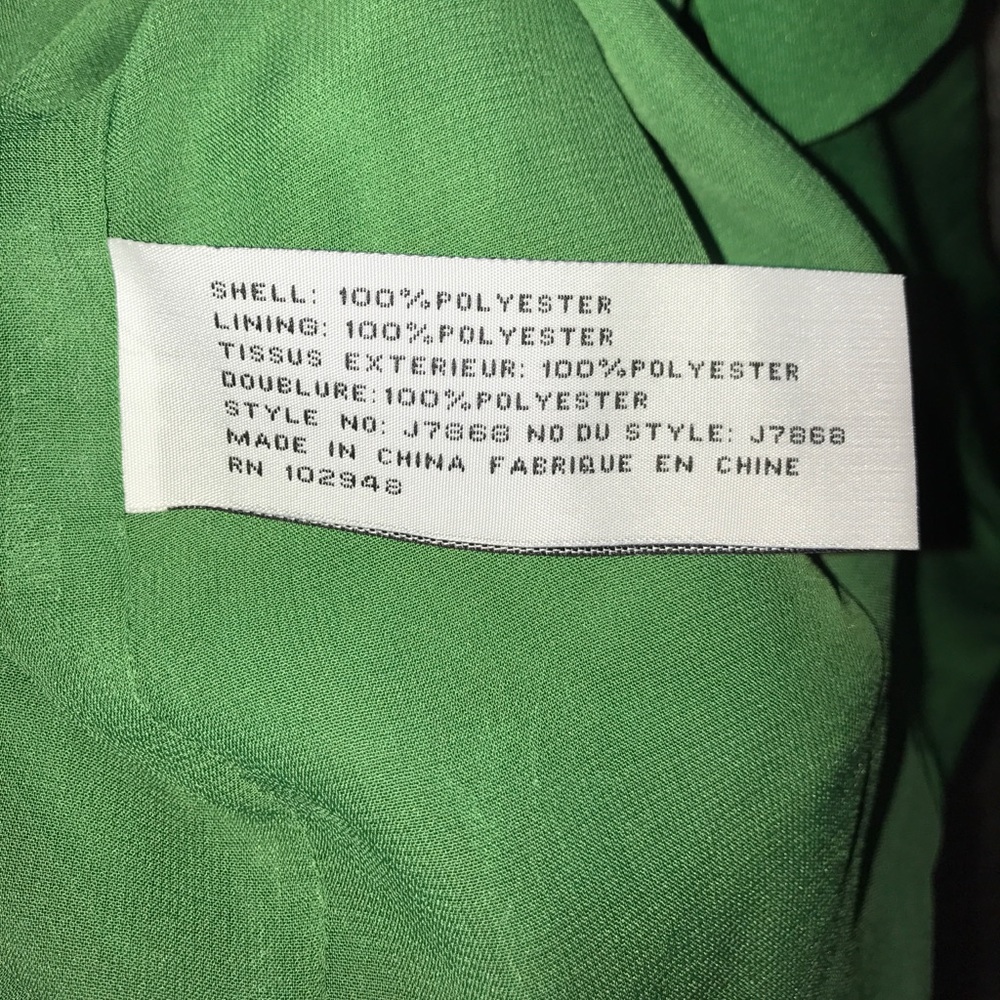 SHELL: 100%POLYESTER
LINING: 100%POLYESTER
TISSUS EXTERIEUR: 100%POLYESTER
DOUBLURE:100%POLYESTER
STYLE NO: J7868 NO DU STYLE: J7868
MADE IN CHINA FABRIQUE EN CHINE
RN 102948